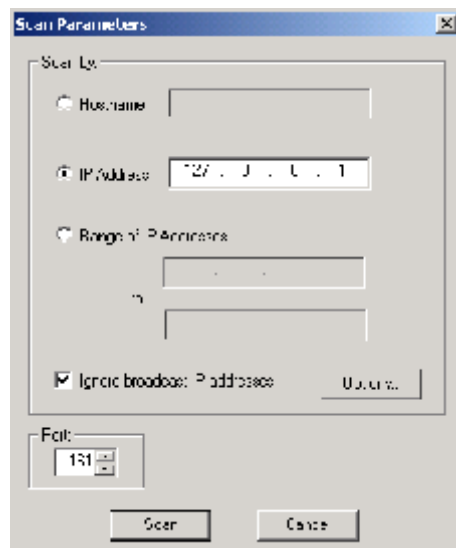 Scan Parameters
Scan by:
Hostname
IP Address 127 . 0 . 0 . 1
Range of IP Addresses
to
Ignore broadcast IP addresses
Options...
Port:
161
Scan Cancel